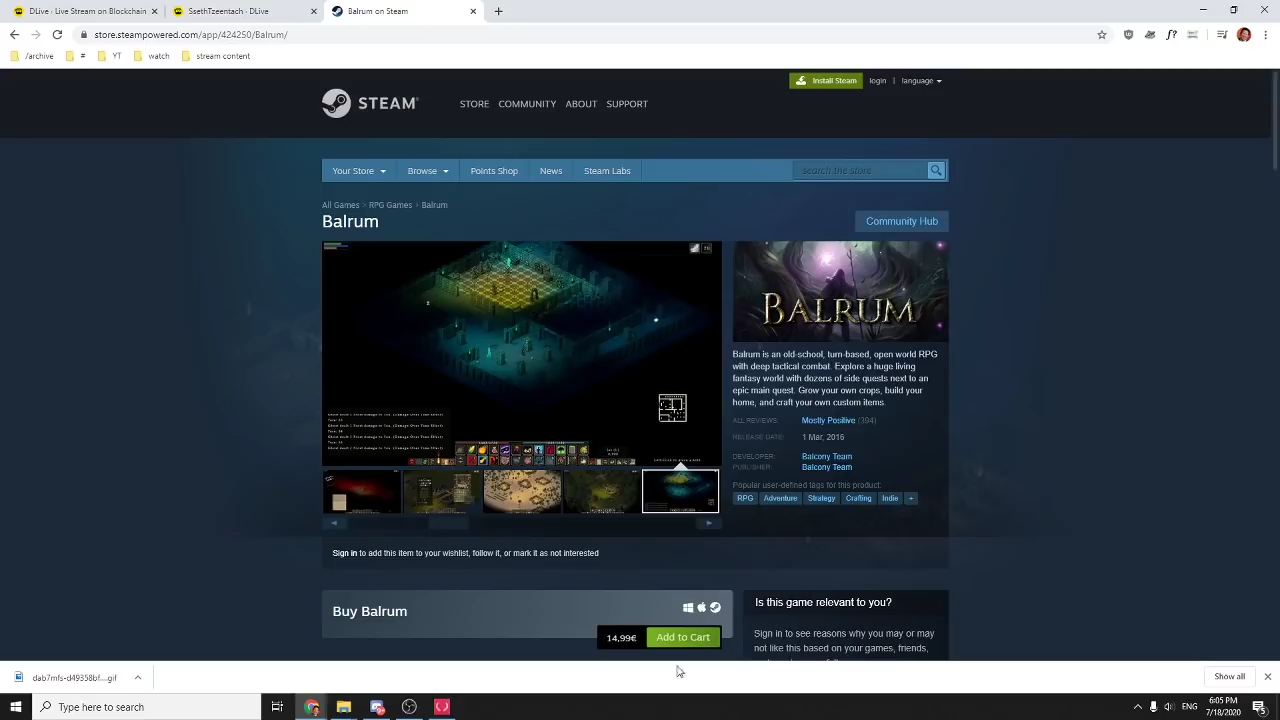 DLive · Live Stream on Blockchain
SsethTzeentach · DLive
Balrum on Steam
store.steampowered.com/app/424250/Balrum/
/archive
#
YT
watch
stream content
Install Steam
login | language
STEAM
STORE COMMUNITY ABOUT SUPPORT
Your Store Browse Points Shop News Steam Labs
search the store
All Games > RPG Games > Balrum
Balrum
Community Hub
BALRUM
Balrum is an old-school, turn-based, open world RPG
with deep tactical combat. Explore a huge living
fantasy world with dozens of side quests next to an
epic main quest. Grow your own crops, build your
home, and craft your own custom items.
ALL REVIEWS: Mostly Positive (394)
RELEASE DATE: 1 Mar, 2016
DEVELOPER: Balcony Team
PUBLISHER: Balcony Team
Popular user-defined tags for this product:
RPG Adventure Strategy Crafting Indie +
Sign in to add this item to your wishlist, follow it, or mark it as not interested
Buy Balrum
14,99€ Add to Cart
Is this game relevant to you?
Sign in to see reasons why you may or may
not like this based on your games, friends,
dab7mfs-d49358bf....gif
Show all
Type here to search
ENG
6:05 PM
7/18/2020